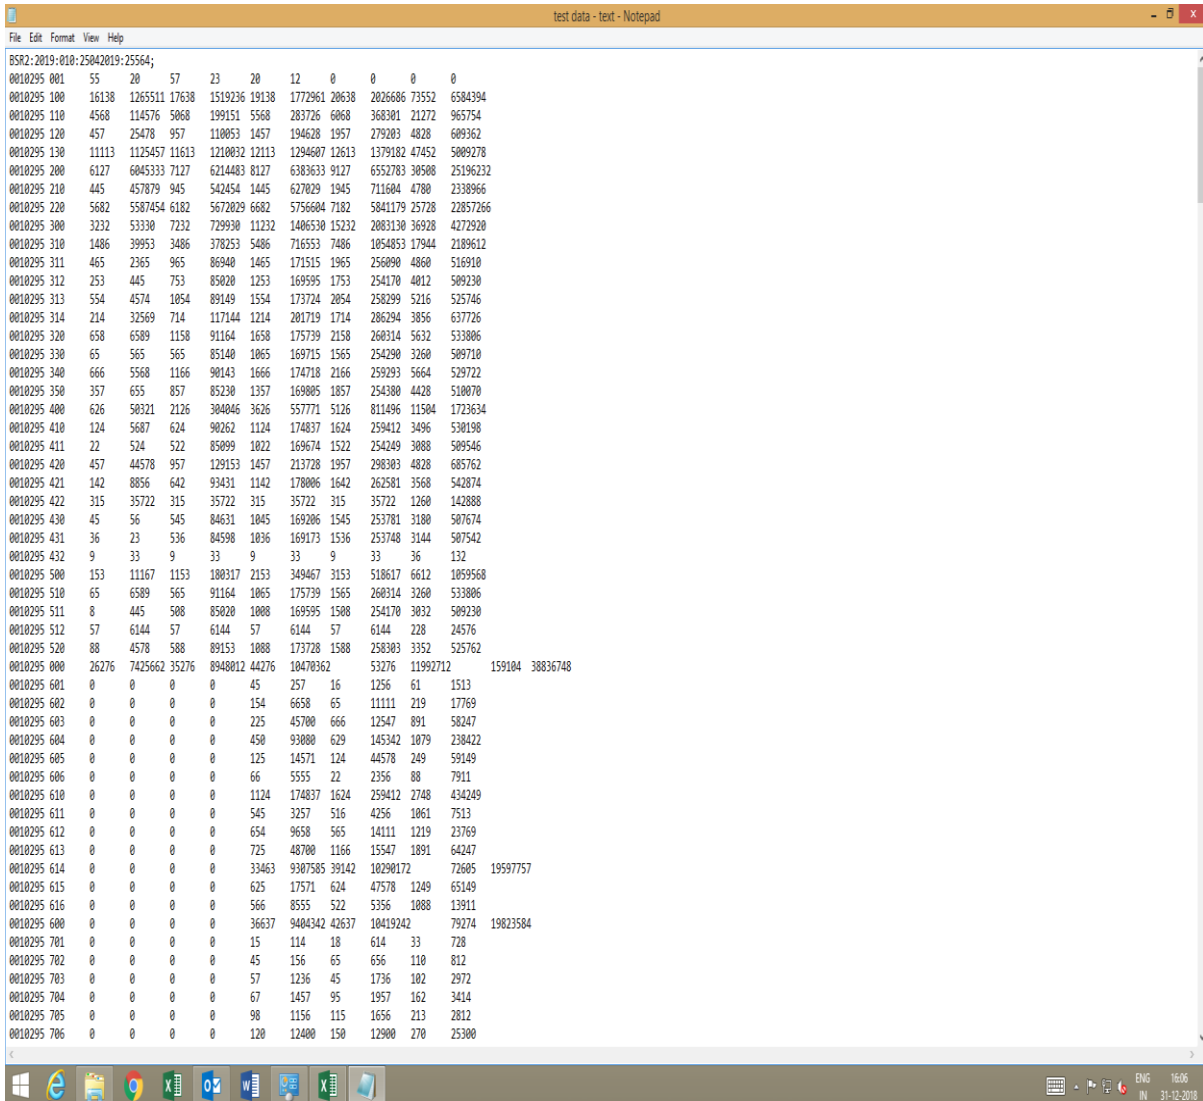 test data - text - Notepad
File Edit Format View Help
BSR2:2019:010:25042019:25564;
0010295 001 55 20 57 23 20 12 0 0 0 0
0010295 100 16138 1265511 17638 1519236 19138 1772961 20638 2026686 73552 6584394
0010295 110 4568 114576 5068 199151 5568 283726 6068 368301 21272 965754
0010295 120 457 25478 957 110053 1457 194628 1957 279203 4828 609362
0010295 130 11113 1125457 11613 1210032 12113 1294607 12613 1379182 47452 5009278
0010295 200 6127 6045333 7127 6214483 8127 6383633 9127 6552783 30508 25196232
0010295 210 445 457879 945 542454 1445 627029 1945 711604 4780 2338966
0010295 220 5682 5587454 6182 5672029 6682 5756604 7182 5841179 25728 22857266
0010295 300 3232 53330 7232 729930 11232 1406530 15232 2083130 36928 4272920
0010295 310 1486 39953 3486 378253 5486 716553 7486 1054853 17944 2189612
0010295 311 465 2365 965 86940 1465 171515 1965 256090 4860 516910
0010295 312 253 445 753 85020 1253 169595 1753 254170 4012 509230
0010295 313 554 4574 1054 89149 1554 173724 2054 258299 5216 525746
0010295 314 214 32569 714 117144 1214 201719 1714 286294 3856 637726
0010295 320 658 6589 1158 91164 1658 175739 2158 260314 5632 533806
0010295 330 65 565 565 85140 1065 169715 1565 254290 3260 509710
0010295 340 666 5568 1166 90143 1666 174718 2166 259293 5664 529722
0010295 350 357 655 857 85230 1357 169805 1857 254380 4428 510070
0010295 400 626 50321 2126 304046 3626 557771 5126 811496 11504 1723634
0010295 410 124 5687 624 90262 1124 174837 1624 259412 3496 530198
0010295 411 22 524 522 85099 1022 169674 1522 254249 3088 509546
0010295 420 457 44578 957 129153 1457 213728 1957 298303 4828 685762
0010295 421 142 8856 642 93431 1142 178006 1642 262581 3568 542874
0010295 422 315 35722 315 35722 315 35722 315 35722 1260 142888
0010295 430 45 56 545 84631 1045 169206 1545 253781 3180 507674
0010295 431 36 23 536 84598 1036 169173 1536 253748 3144 507542
0010295 432 9 33 9 33 9 33 9 33 36 132
0010295 500 153 11167 1153 180317 2153 349467 3153 518617 6612 1059568
0010295 510 65 6589 565 91164 1065 175739 1565 260314 3260 533806
0010295 511 8 445 508 85020 1008 169595 1508 254170 3032 509230
0010295 512 57 6144 57 6144 57 6144 57 6144 228 24576
0010295 520 88 4578 588 89153 1088 173728 1588 258303 3352 525762
0010295 000 26276 7425662 35276 8948012 44276 10470362 53276 11992712 159104 38836748
0010295 601 0 0 0 0 45 257 16 1256 61 1513
0010295 602 0 0 0 0 154 6658 65 11111 219 17769
0010295 603 0 0 0 0 225 45700 666 12547 891 58247
0010295 604 0 0 0 0 450 93080 629 145342 1079 238422
0010295 605 0 0 0 0 125 14571 124 44578 249 59149
0010295 606 0 0 0 0 66 5555 22 2356 88 7911
0010295 610 0 0 0 0 1124 174837 1624 259412 2748 434249
0010295 611 0 0 0 0 545 3257 516 4256 1061 7513
0010295 612 0 0 0 0 654 9658 565 14111 1219 23769
0010295 613 0 0 0 0 725 48700 1166 15547 1891 64247
0010295 614 0 0 0 0 33463 9307585 39142 10290172 72605 19597757
0010295 615 0 0 0 0 625 17571 624 47578 1249 65149
0010295 616 0 0 0 0 566 8555 522 5356 1088 13911
0010295 600 0 0 0 0 36637 9404342 42637 10419242 79274 19823584
0010295 701 0 0 0 0 15 114 18 614 33 728
0010295 702 0 0 0 0 45 156 65 656 110 812
0010295 703 0 0 0 0 57 1236 45 1736 102 2972
0010295 704 0 0 0 0 67 1457 95 1957 162 3414
0010295 705 0 0 0 0 98 1156 115 1656 213 2812
0010295 706 0 0 0 0 120 12400 150 12900 270 25300
ENG 16:06
IN 31-12-2018